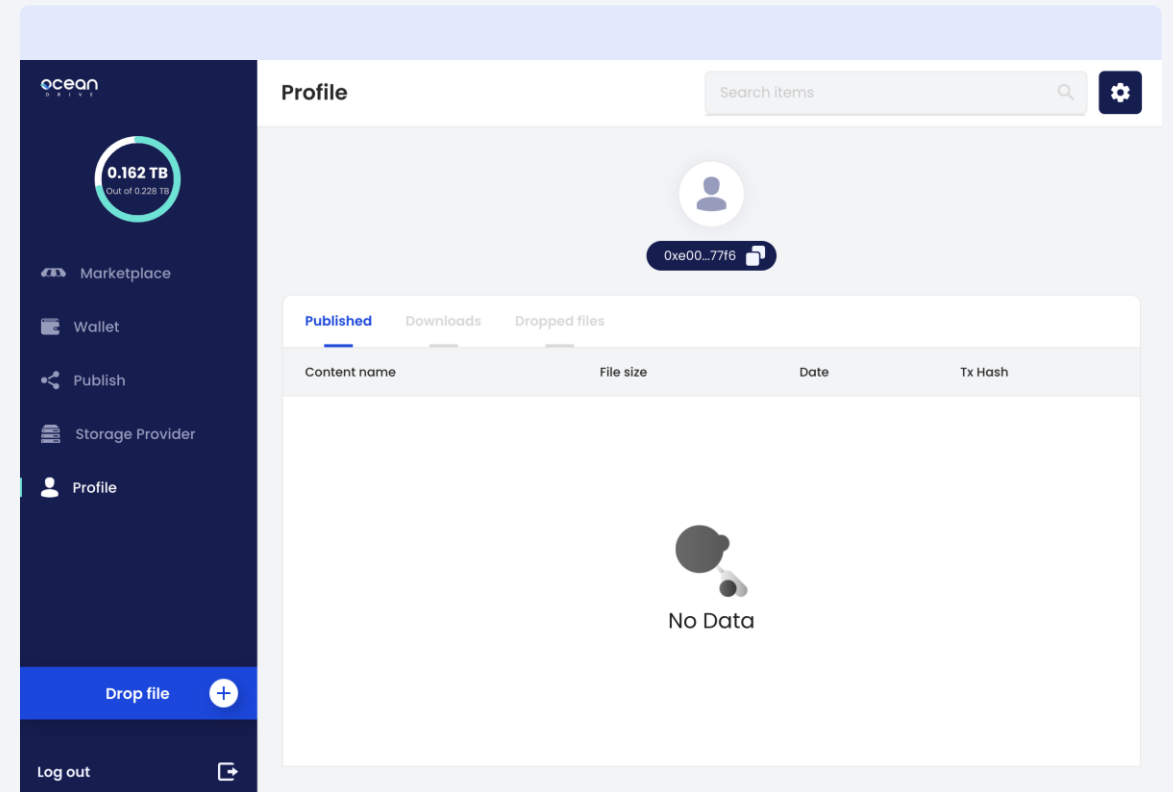 ocean
DRIVE
0.162 TB
Out of 0.228 TB
Marketplace
Wallet
Publish
Storage Provider
Profile
Drop file
Log out
Profile
Search items
0xe00...77f6
Published Downloads Dropped files
Content name File size Date Tx Hash
No Data